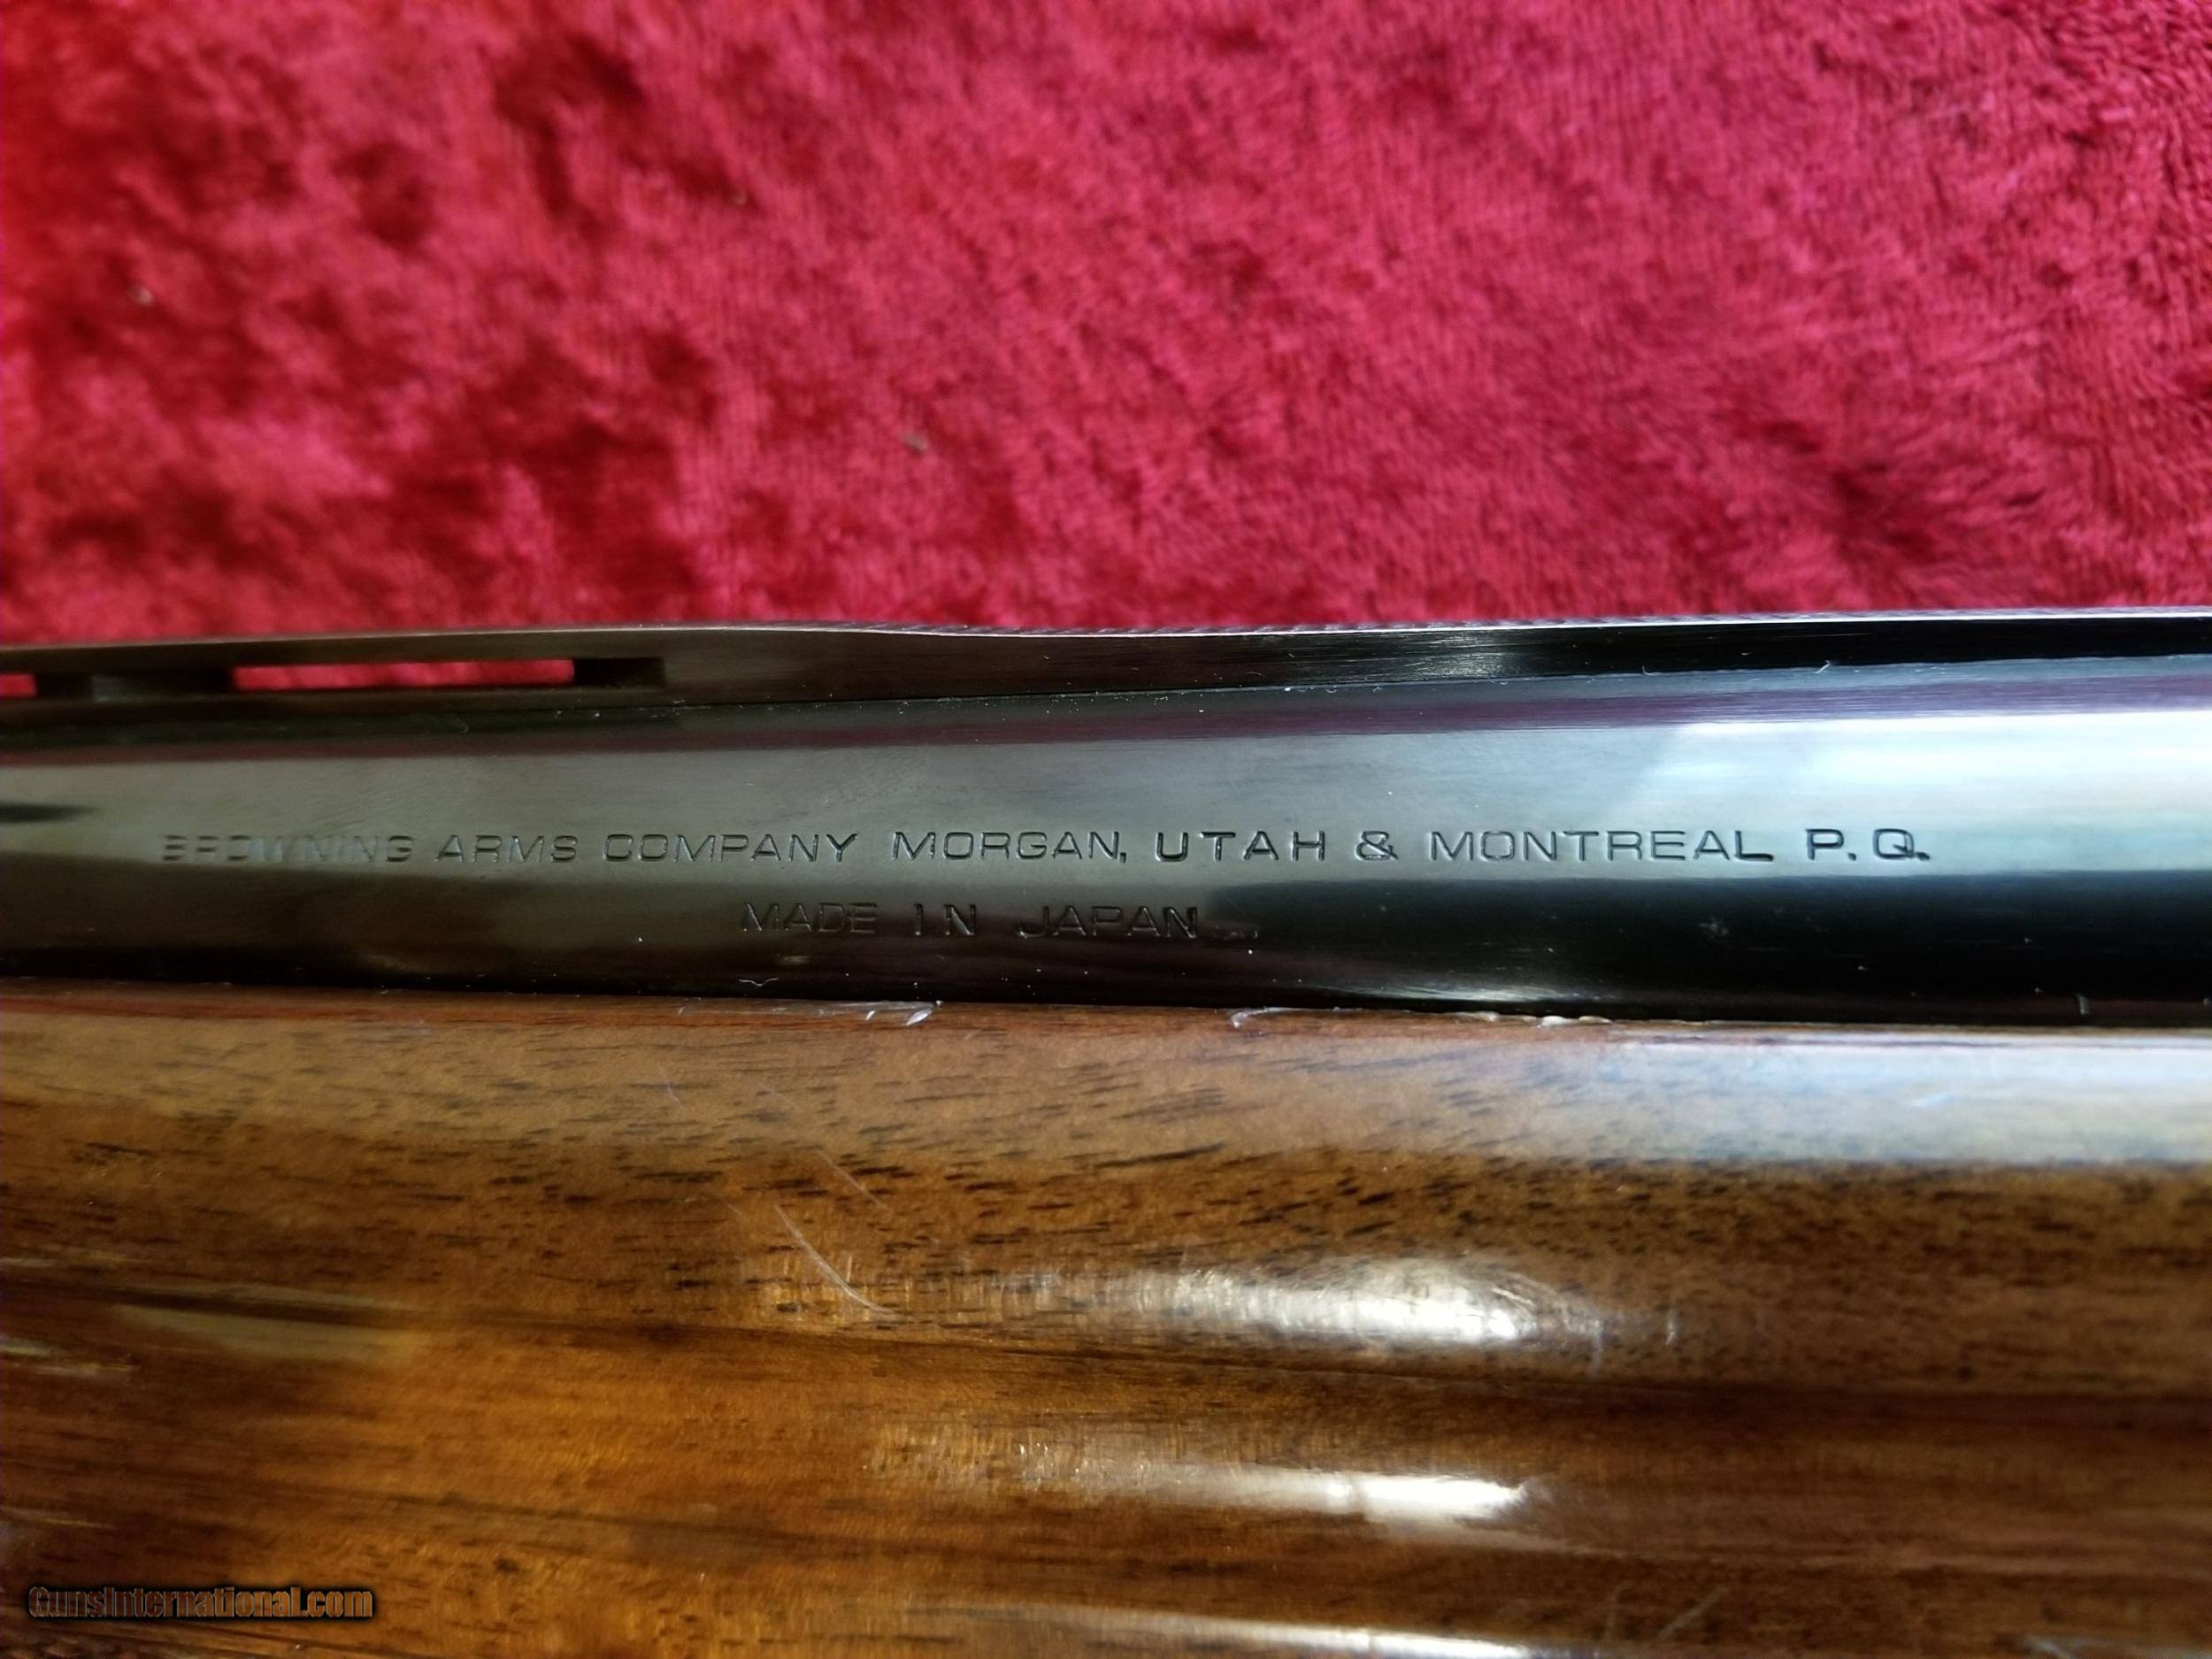 BROWNING ARMS COMPANY MORGAN, UTAH & MONTREAL P.Q.
MADE IN JAPAN
GunsInternational.com